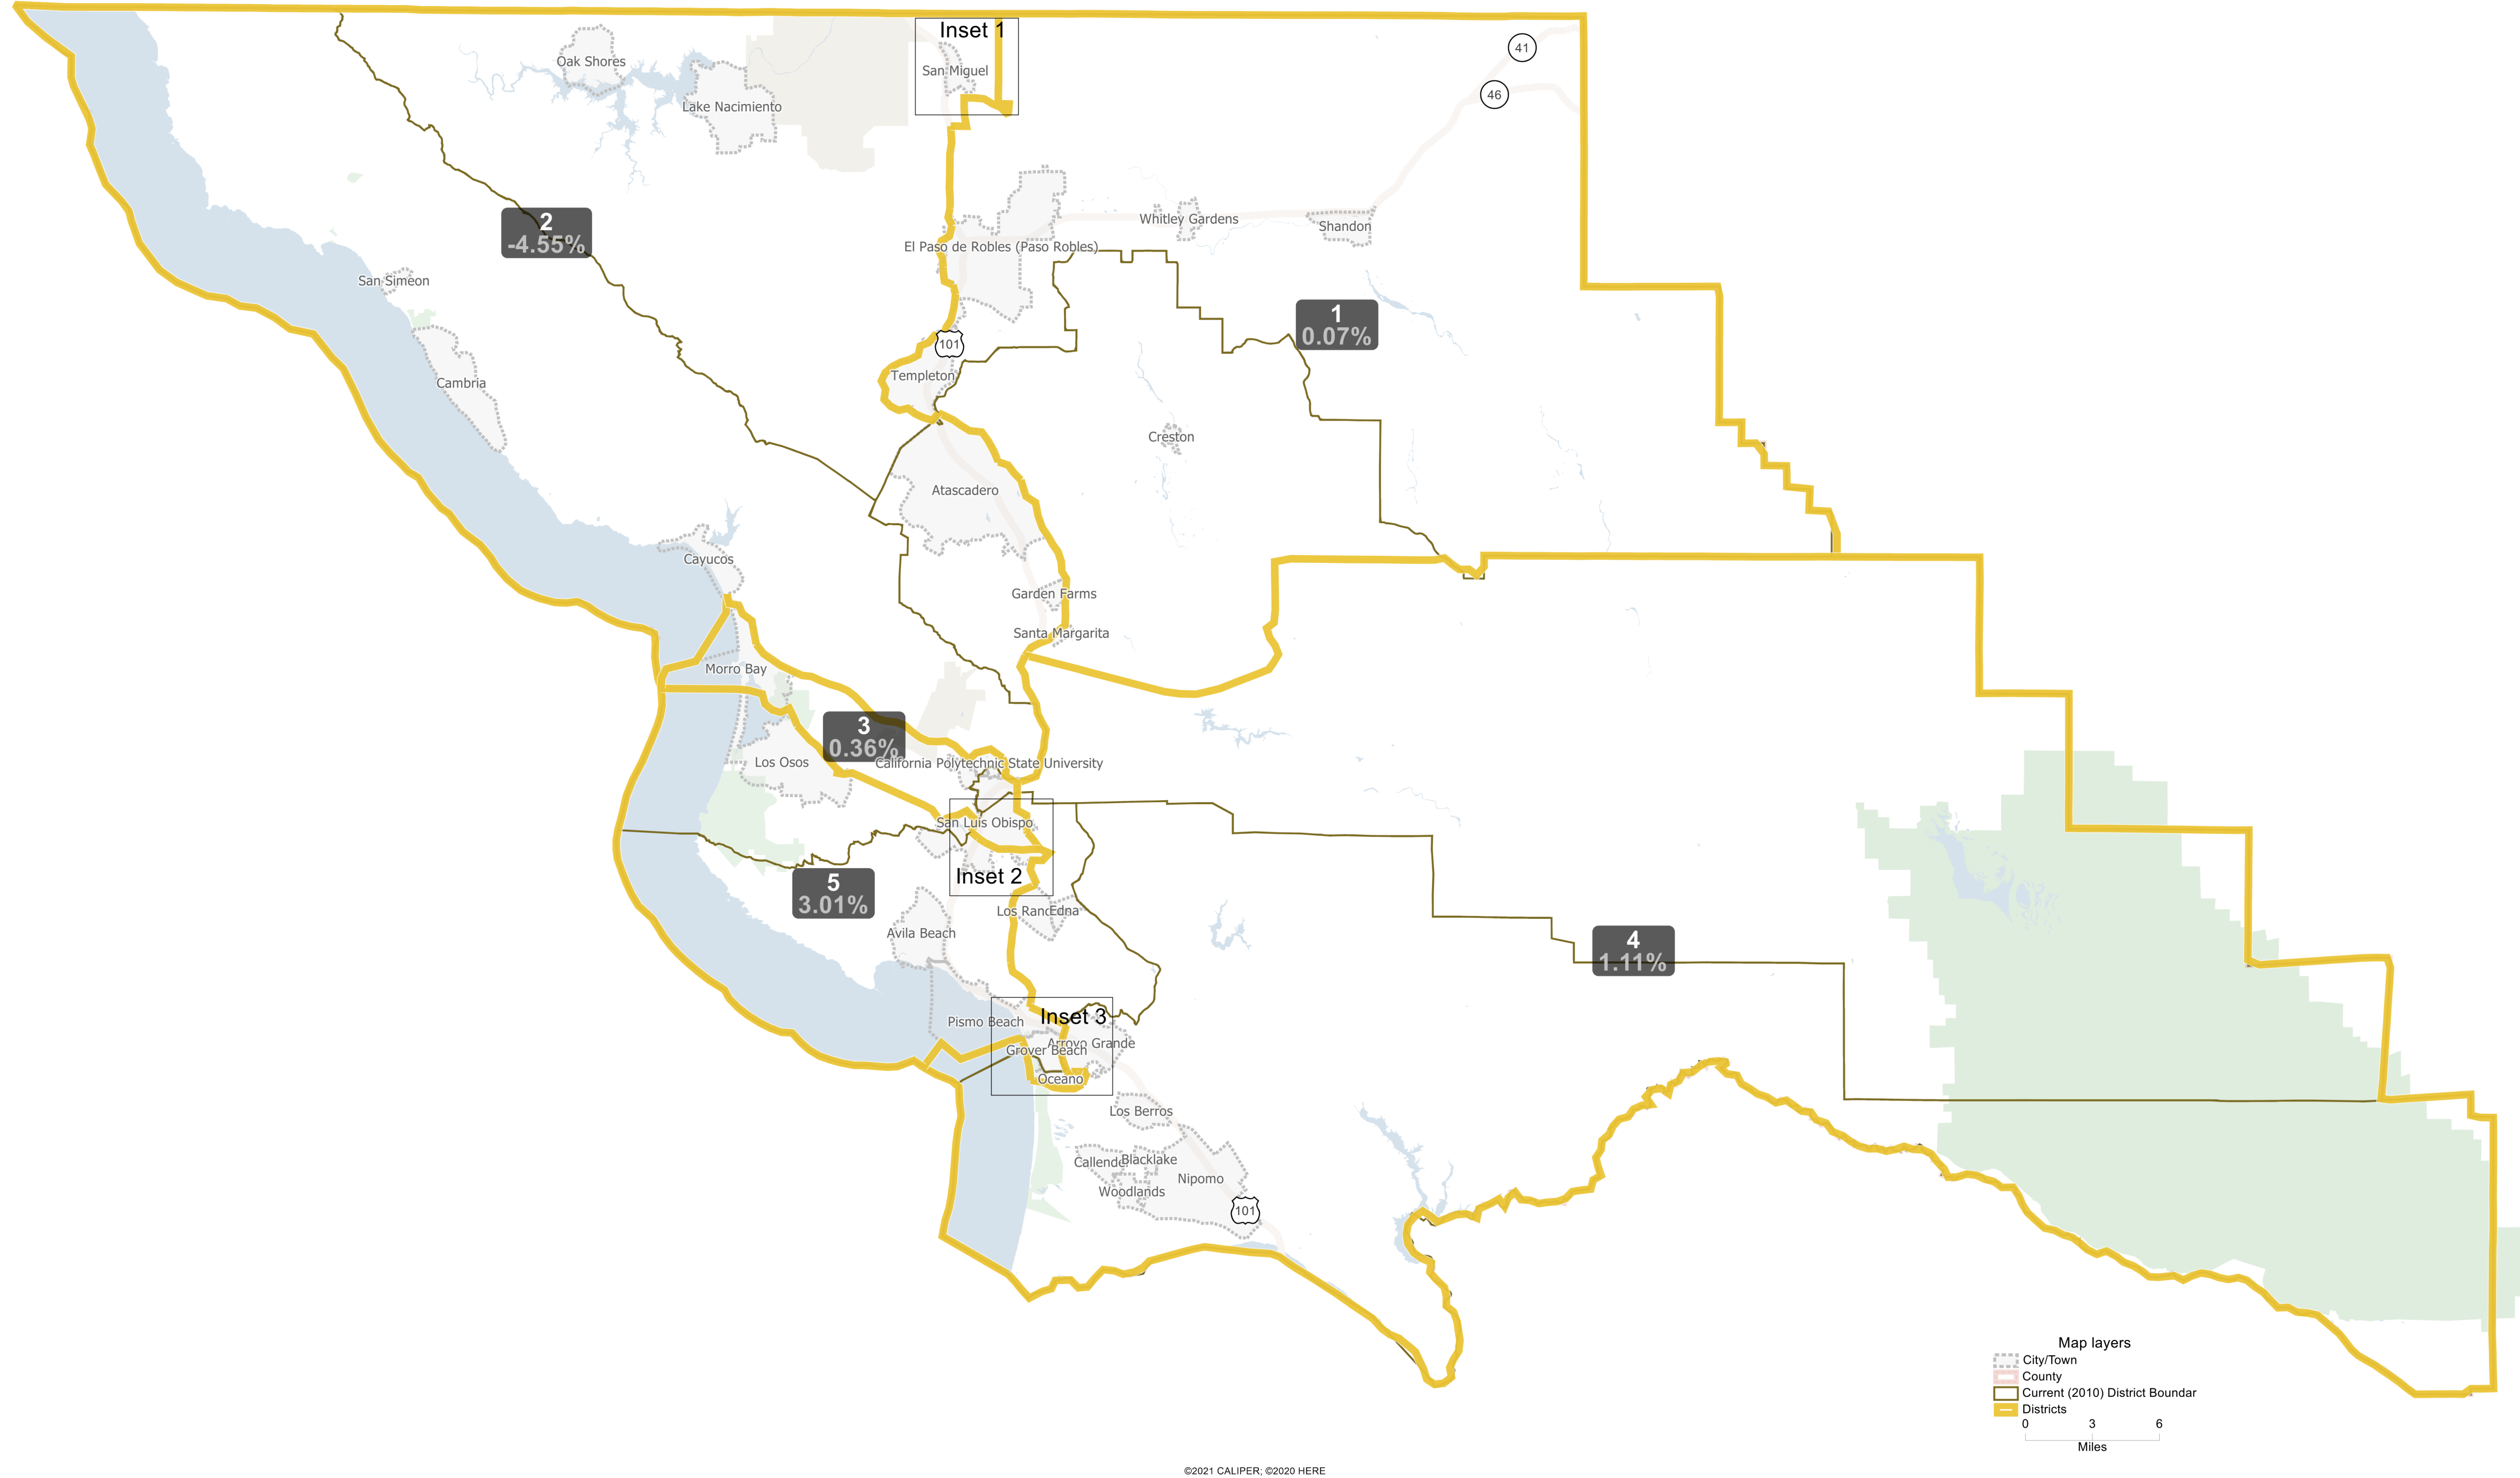 Inset 1
41
Oak Shores
San Miguel
46
Lake Nacimiento
2
-4.55%
Whitley Gardens
Shandon
El Paso de Robles (Paso Robles)
San Simeon
1
0.07%
101
Templeton
Cambria
Creston
Atascadero
Cayucos
Garden Farms
Santa Margarita
Morro Bay
3
0.36%
Los Osos
California Polytechnic State University
San Luis Obispo
Inset 2
5
3.01%
Los Ranc
Edna
Avila Beach
4
1.11%
Inset 3
Pismo Beach
Arroyo Grande
Grover Beach
Oceano
Los Berros
Callende
Blacklake
Nipomo
Woodlands
101
Map layers
City/Town
County
Current (2010) District Boundar
Districts
0 3 6
Miles
©2021 CALIPER; ©2020 HERE